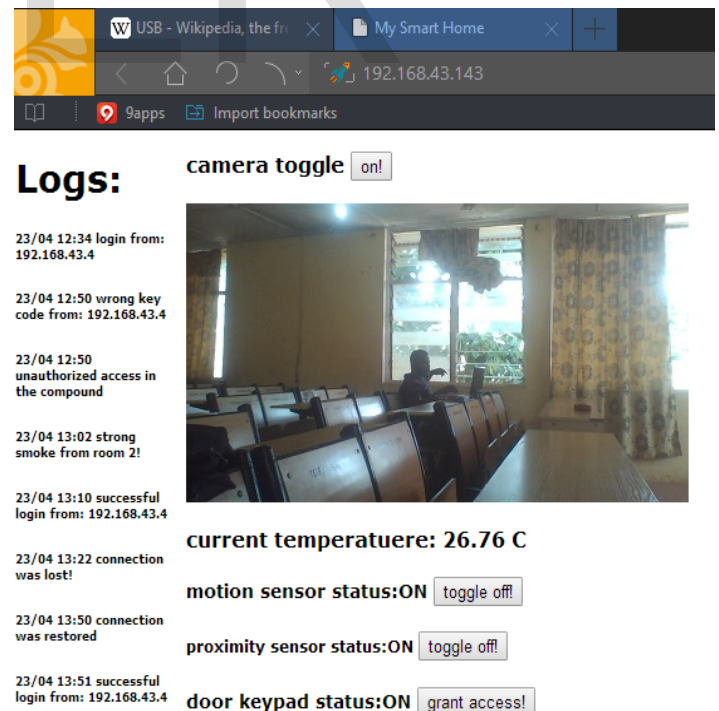 USB - Wikipedia, the fr
My Smart Home
192.168.43.143
9apps
Import bookmarks
Logs:
23/04 12:34 login from:
192.168.43.4
23/04 12:50 wrong key
code from: 192.168.43.4
23/04 12:50
unauthorized access in
the compound
23/04 13:02 strong
smoke from room 2!
23/04 13:10 successful
login from: 192.168.43.4
23/04 13:22 connection
was lost!
23/04 13:50 connection
was restored
23/04 13:51 successful
login from: 192.168.43.4
camera toggle on!
current temperatuere: 26.76 C
motion sensor status:ON toggle off!
proximity sensor status:ON toggle off!
door keypad status:ON grant access!